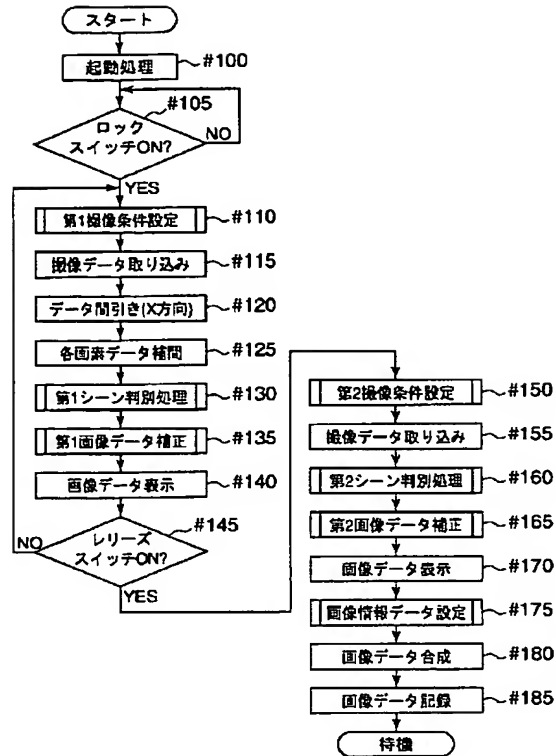 スタート
起動処理
#100
#105
ロック
スイッチON?
NO
YES
第1撮像条件設定
#110
撮像データ取り込み
#115
データ間引き(X方向)
#120
各画素データ補間
#125
第1シーン判別処理
#130
第1画像データ補正
#135
画像データ表示
#140
#145
レリーズ
スイッチON?
NO
YES
第2撮像条件設定
#150
撮像データ取り込み
#155
第2シーン判別処理
#160
第2画像データ補正
#165
画像データ表示
#170
画像情報データ設定
#175
画像データ合成
#180
画像データ記録
#185
待機